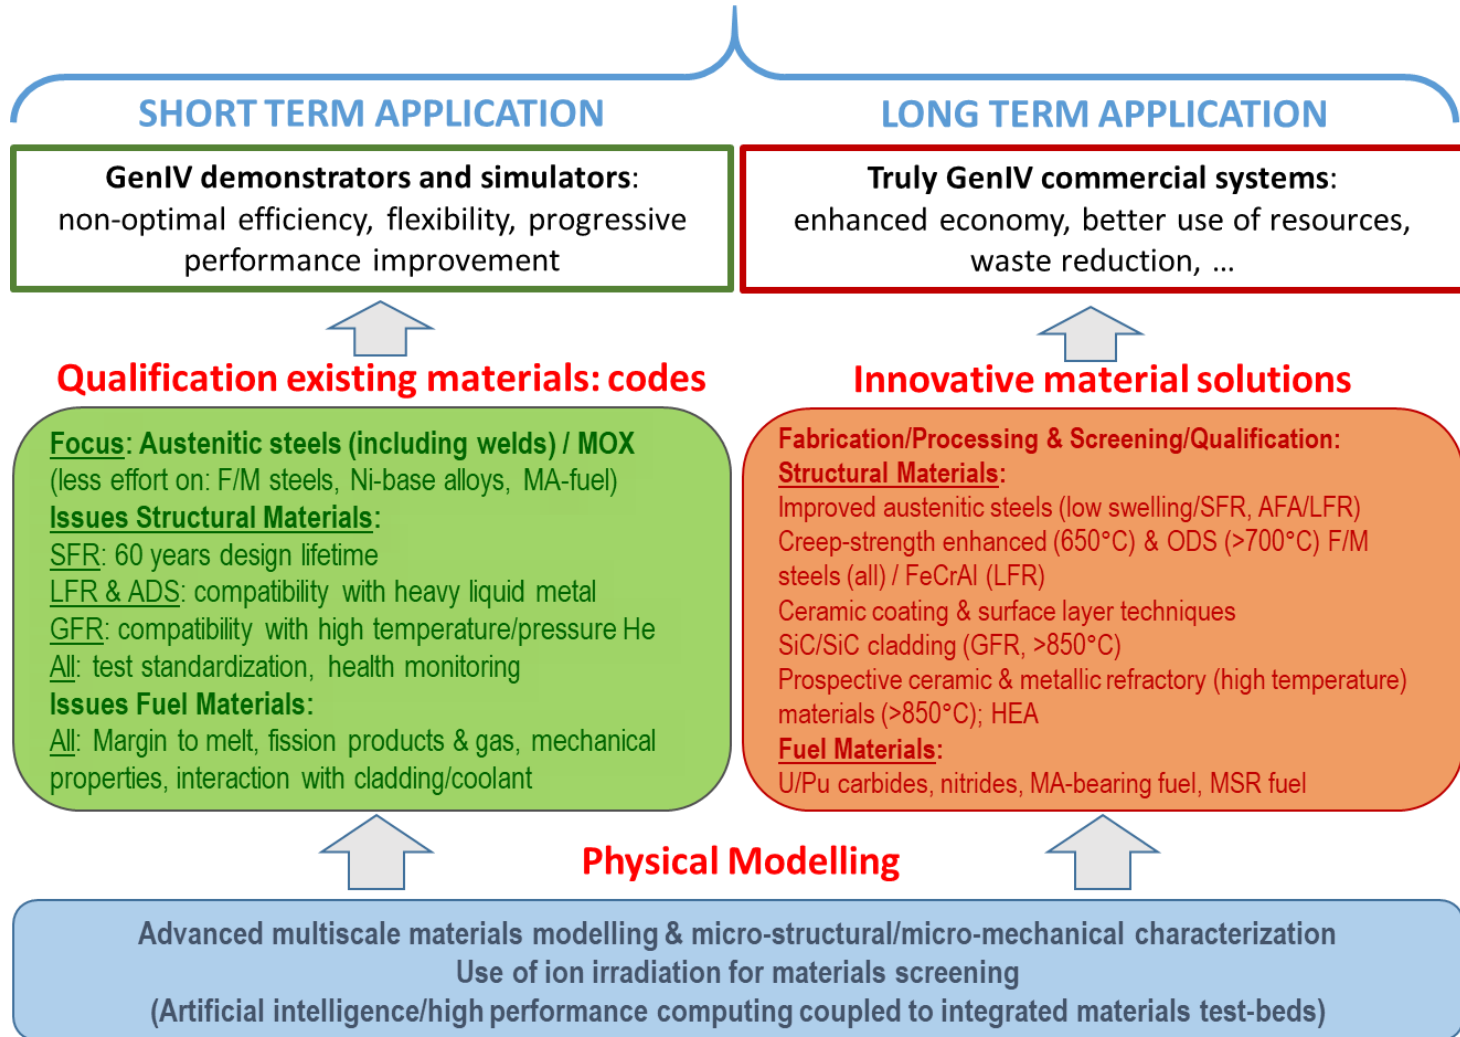 SHORT TERM APPLICATION
LONG TERM APPLICATION
GenIV demonstrators and simulators:
non-optimal efficiency, flexibility, progressive
performance improvement
Truly GenIV commercial systems:
enhanced economy, better use of resources,
waste reduction, ...
Qualification existing materials: codes
Innovative material solutions
Focus: Austenitic steels (including welds) / MOX
(less effort on: F/M steels, Ni-base alloys, MA-fuel)
Issues Structural Materials:
SFR: 60 years design lifetime
LFR & ADS: compatibility with heavy liquid metal
GFR: compatibility with high temperature/pressure He
All: test standardization, health monitoring
Issues Fuel Materials:
All: Margin to melt, fission products & gas, mechanical
properties, interaction with cladding/coolant
Fabrication/Processing & Screening/Qualification:
Structural Materials:
Improved austenitic steels (low swelling/SFR, AFA/LFR)
Creep-strength enhanced (650°C) & ODS (>700°C) F/M
steels (all) / FeCrAl (LFR)
Ceramic coating & surface layer techniques
SiC/SiC cladding (GFR, >850°C)
Prospective ceramic & metallic refractory (high temperature)
materials (>850°C); HEA
Fuel Materials:
U/Pu carbides, nitrides, MA-bearing fuel, MSR fuel
Physical Modelling
Advanced multiscale materials modelling & micro-structural/micro-mechanical characterization
Use of ion irradiation for materials screening
(Artificial intelligence/high performance computing coupled to integrated materials test-beds)